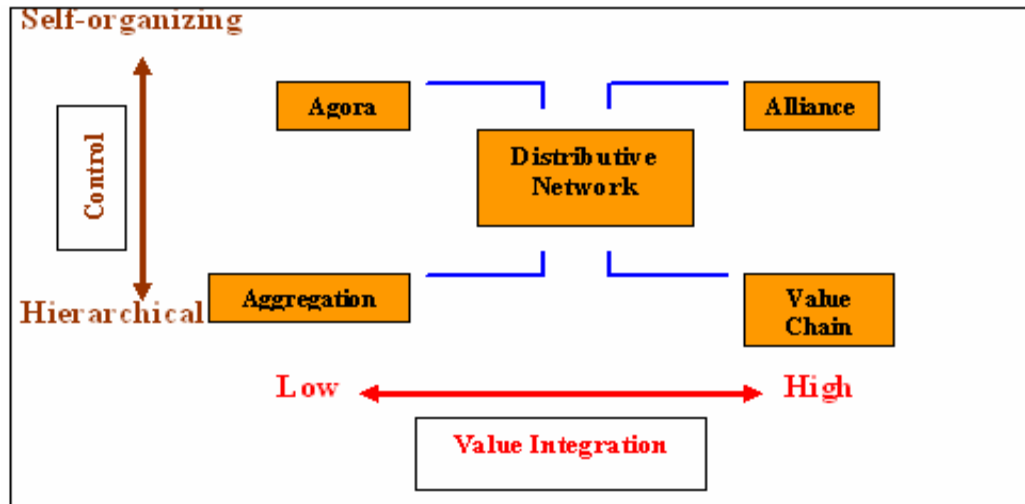 Self-organizing
Agora
Alliance
Distributive
Network
Control
Aggregation
Hierarchical
Value
Chain
Low
High
Value Integration